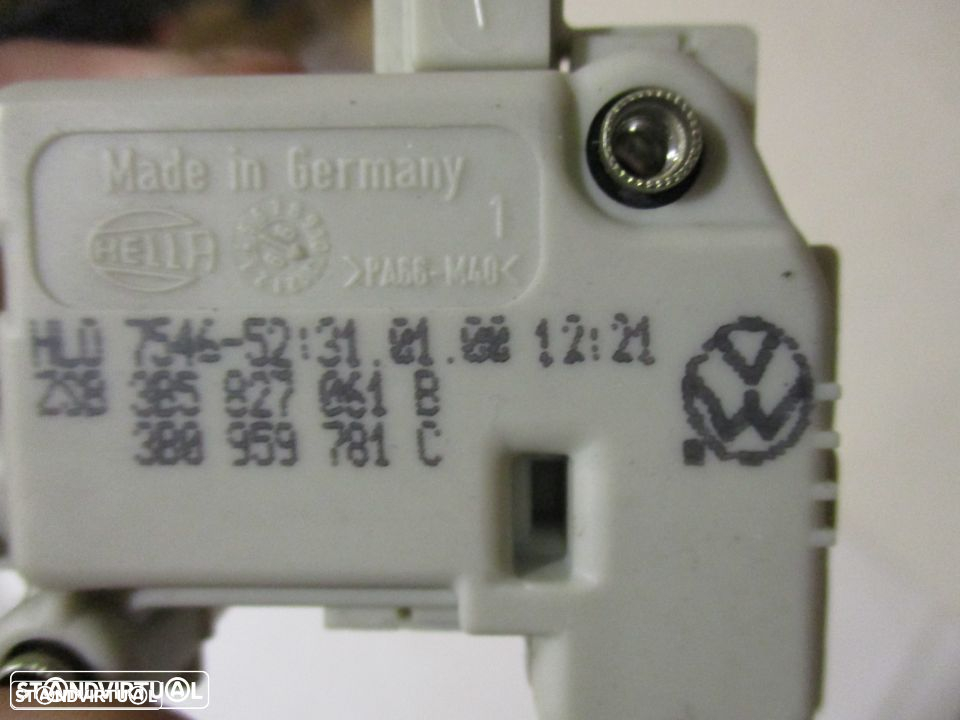 Made in Germany
HELLA
1
>PA66-M40<
HLO 7546-52:31.01.00 12:21
3B5 827 061 B
3B0 959 781 C
STANDVIRTUAL
STANDVIRTUAL